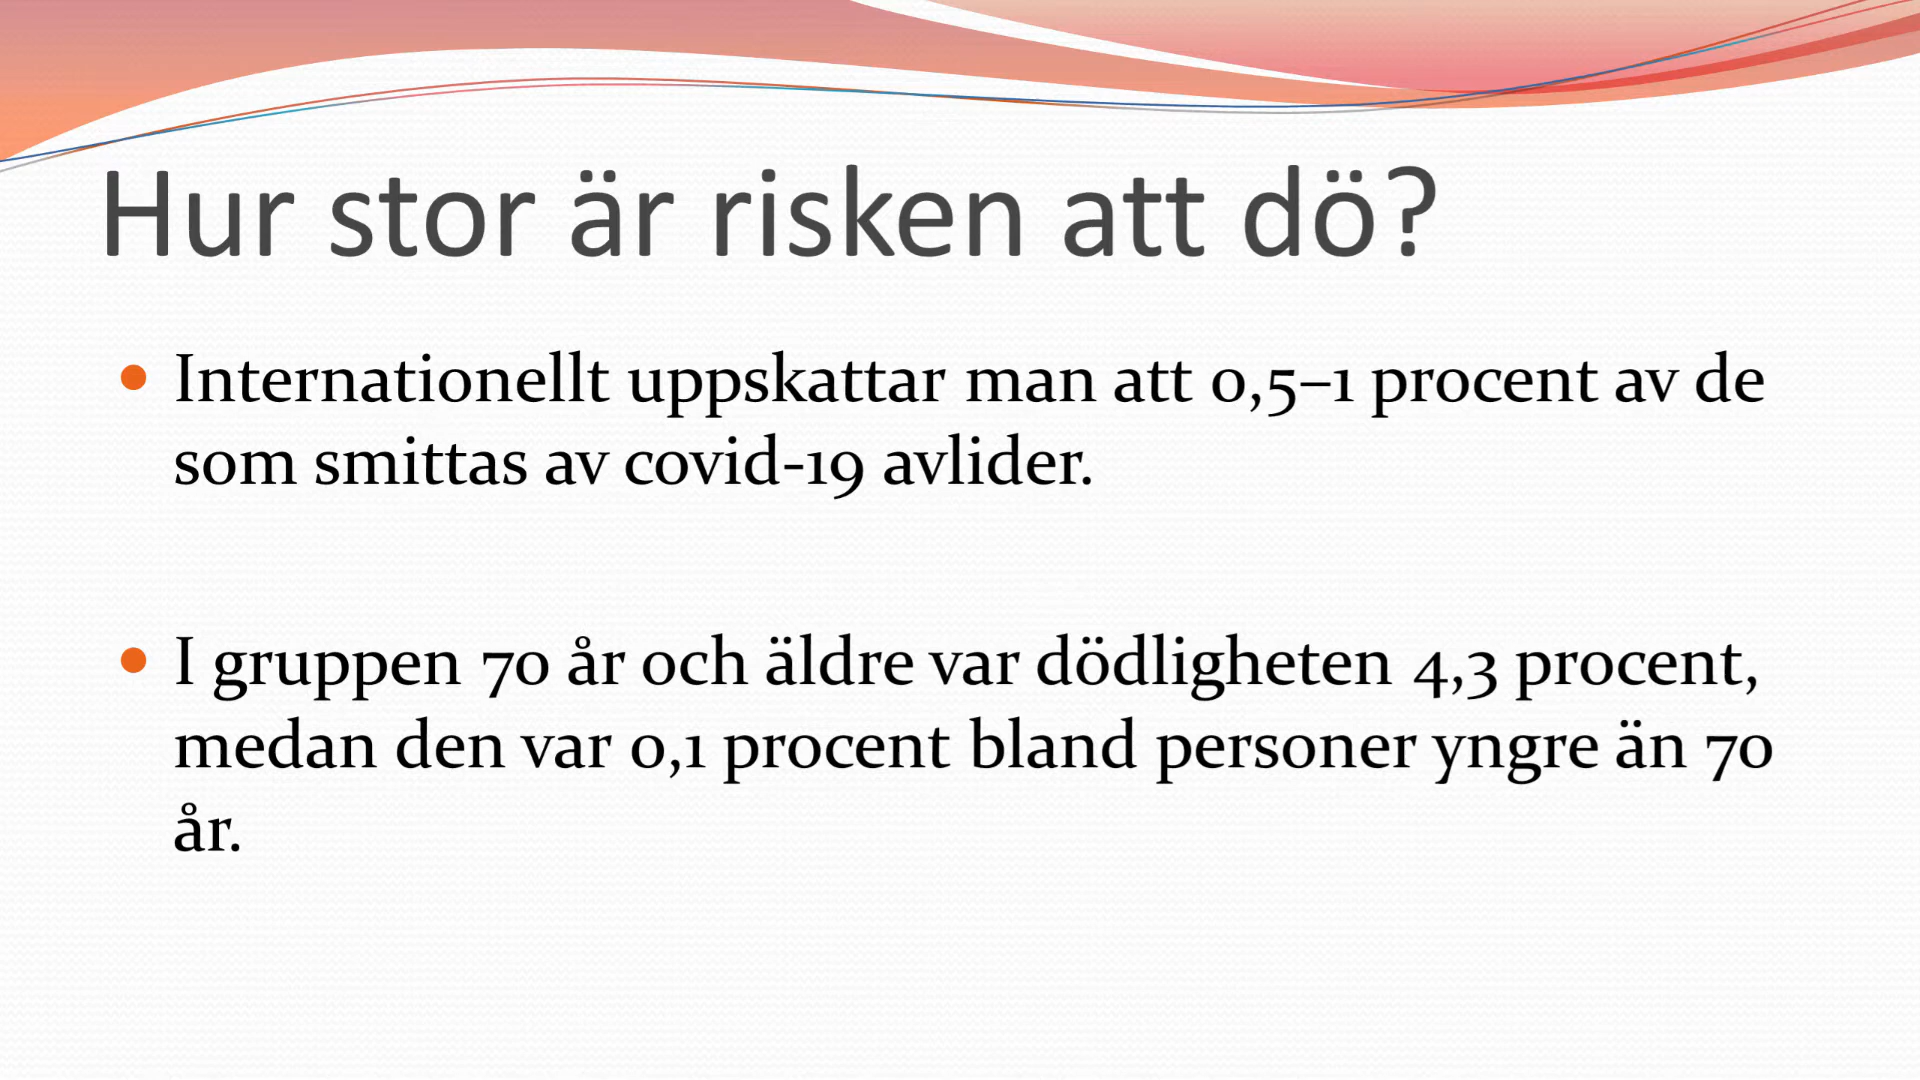 Hur stor är risken att dö?
Internationellt uppskattar man att 0,5–1 procent av de
som smittas av covid-19 avlider.
I gruppen 70 år och äldre var dödligheten 4,3 procent,
medan den var 0,1 procent bland personer yngre än 70
år.